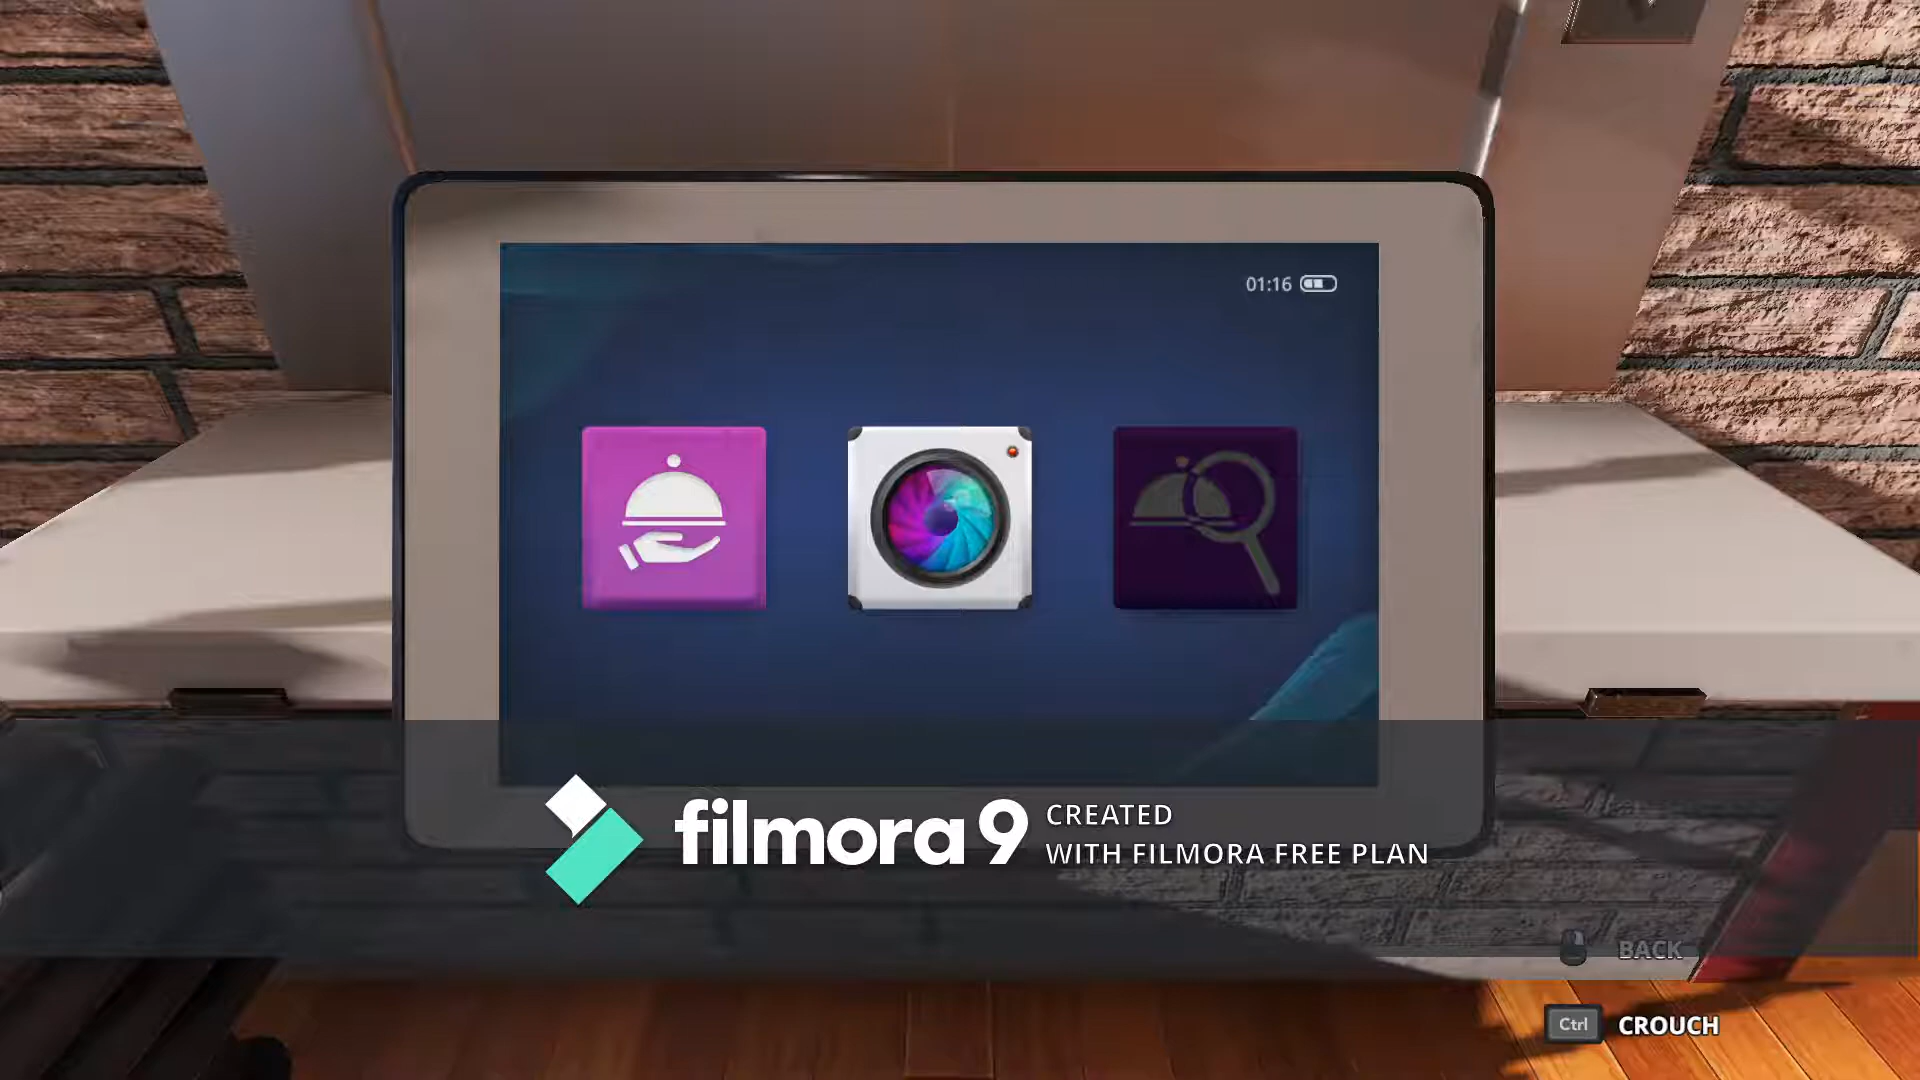 01:16
filmora 9 CREATED
WITH FILMORA FREE PLAN
BACK
Ctrl CROUCH